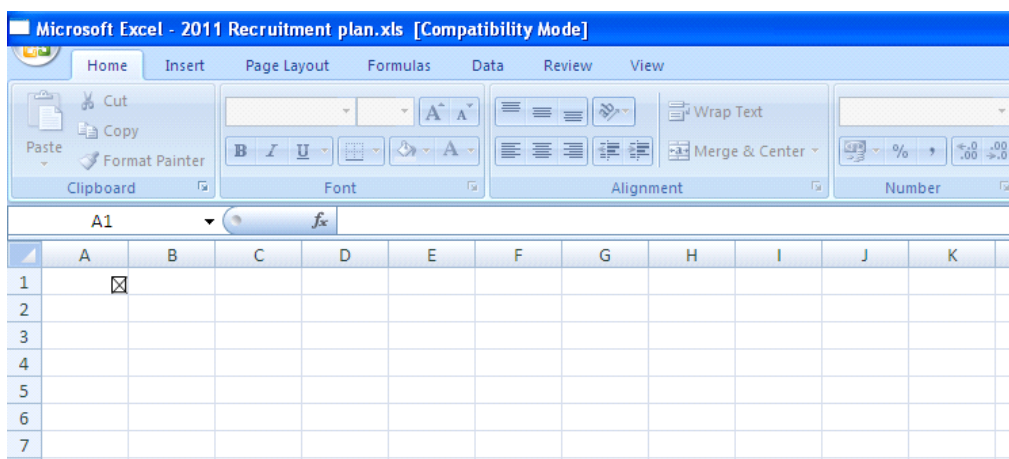 Microsoft Excel - 2011 Recruitment plan.xls [Compatibility Mode]
Home Insert Page Layout Formulas Data Review View
Cut
Copy
Paste
Format Painter
A A
Wrap Text
B I U A
Merge & Center
% , .0 .00 .00 .0
Clipboard Font Alignment Number
A1 fx
A B C D E F G H I J K
1
2
3
4
5
6
7